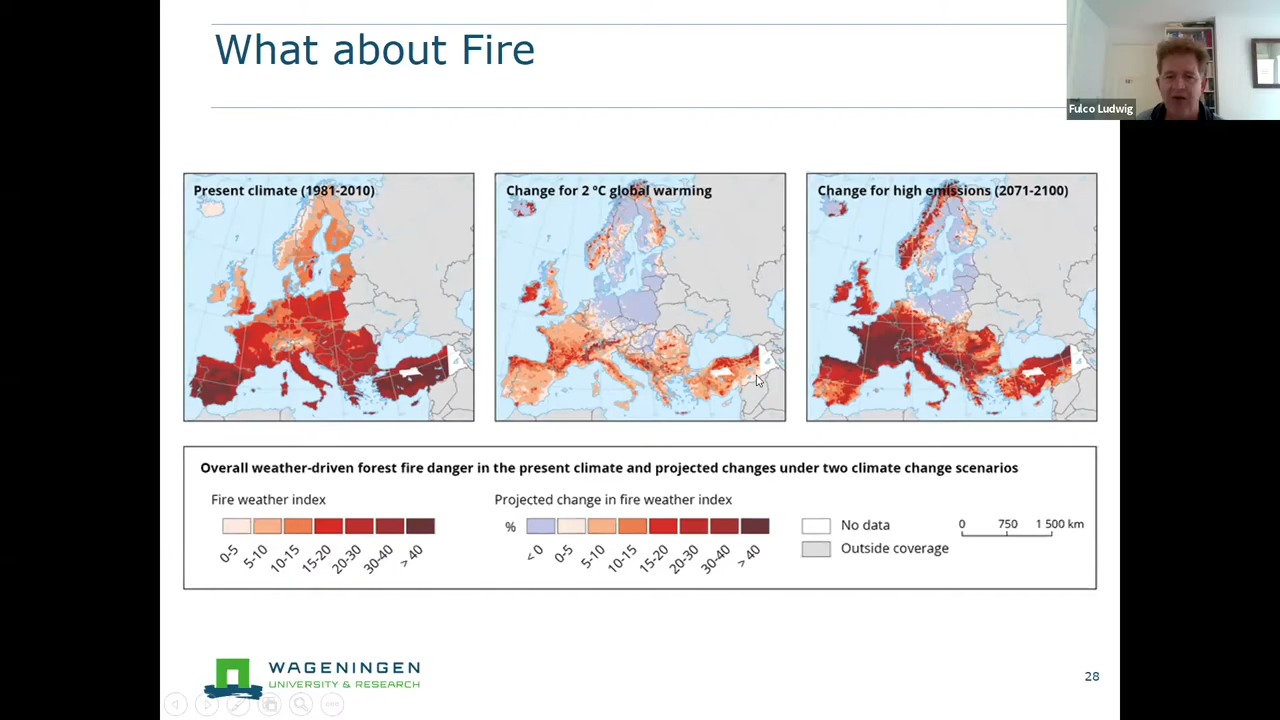 What about Fire
Fulco Ludwig
Present climate (1981-2010)
Change for 2 °C global warming
Change for high emissions (2071-2100)
Overall weather-driven forest fire danger in the present climate and projected changes under two climate change scenarios
Fire weather index
0-5
5-10
10-15
15-20
20-30
30-40
> 40
Projected change in fire weather index
%
< 0
0-5
5-10
10-15
15-20
20-30
30-40
> 40
No data
Outside coverage
0 750 1 500 km
WAGENINGEN
UNIVERSITY & RESEARCH
28